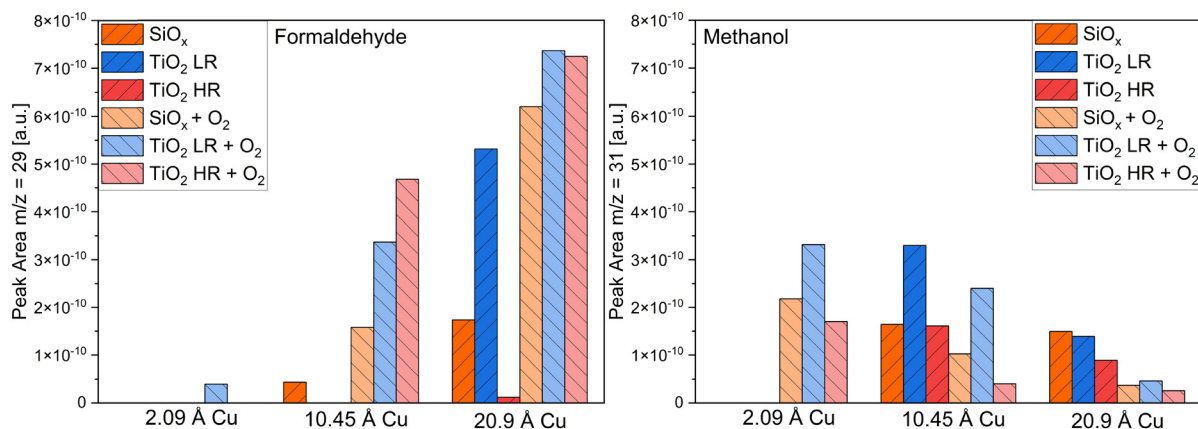 Peak Area m/z = 29 [a.u.]
8×10⁻¹⁰
7×10⁻¹⁰
6×10⁻¹⁰
5×10⁻¹⁰
4×10⁻¹⁰
3×10⁻¹⁰
2×10⁻¹⁰
1×10⁻¹⁰
0
SiOₓ
TiO₂ LR
TiO₂ HR
SiOₓ + O₂
TiO₂ LR + O₂
TiO₂ HR + O₂
Formaldehyde
2.09 Å Cu
10.45 Å Cu
20.9 Å Cu
Peak Area m/z = 31 [a.u.]
8×10⁻¹⁰
7×10⁻¹⁰
6×10⁻¹⁰
5×10⁻¹⁰
4×10⁻¹⁰
3×10⁻¹⁰
2×10⁻¹⁰
1×10⁻¹⁰
0
Methanol
SiOₓ
TiO₂ LR
TiO₂ HR
SiOₓ + O₂
TiO₂ LR + O₂
TiO₂ HR + O₂
2.09 Å Cu
10.45 Å Cu
20.9 Å Cu